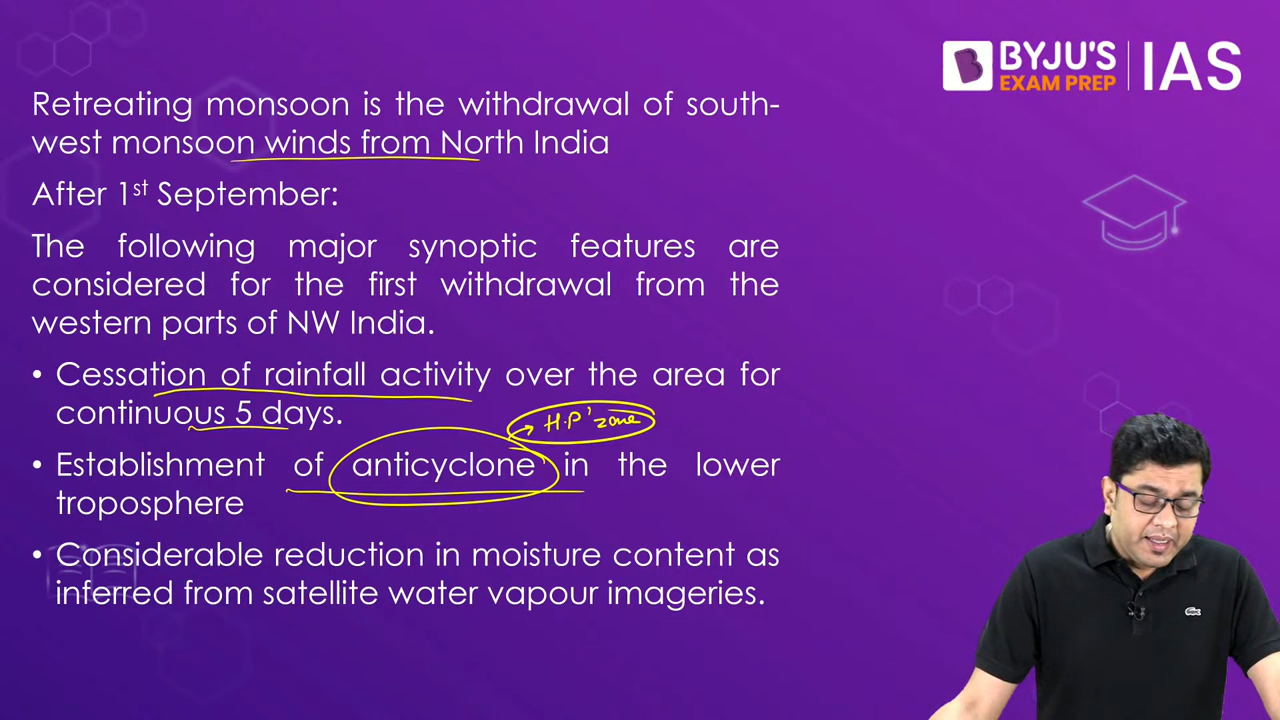 BYJU'S
EXAM PREP
IAS
Retreating monsoon is the withdrawal of south-
west monsoon winds from North India
After 1st September:
The following major synoptic features are
considered for the first withdrawal from the
western parts of NW India.
• Cessation of rainfall activity over the area for
continuous 5 days.
→ H.P' zone
• Establishment of anticyclone in the lower
troposphere
• Considerable reduction in moisture content as
inferred from satellite water vapour imageries.